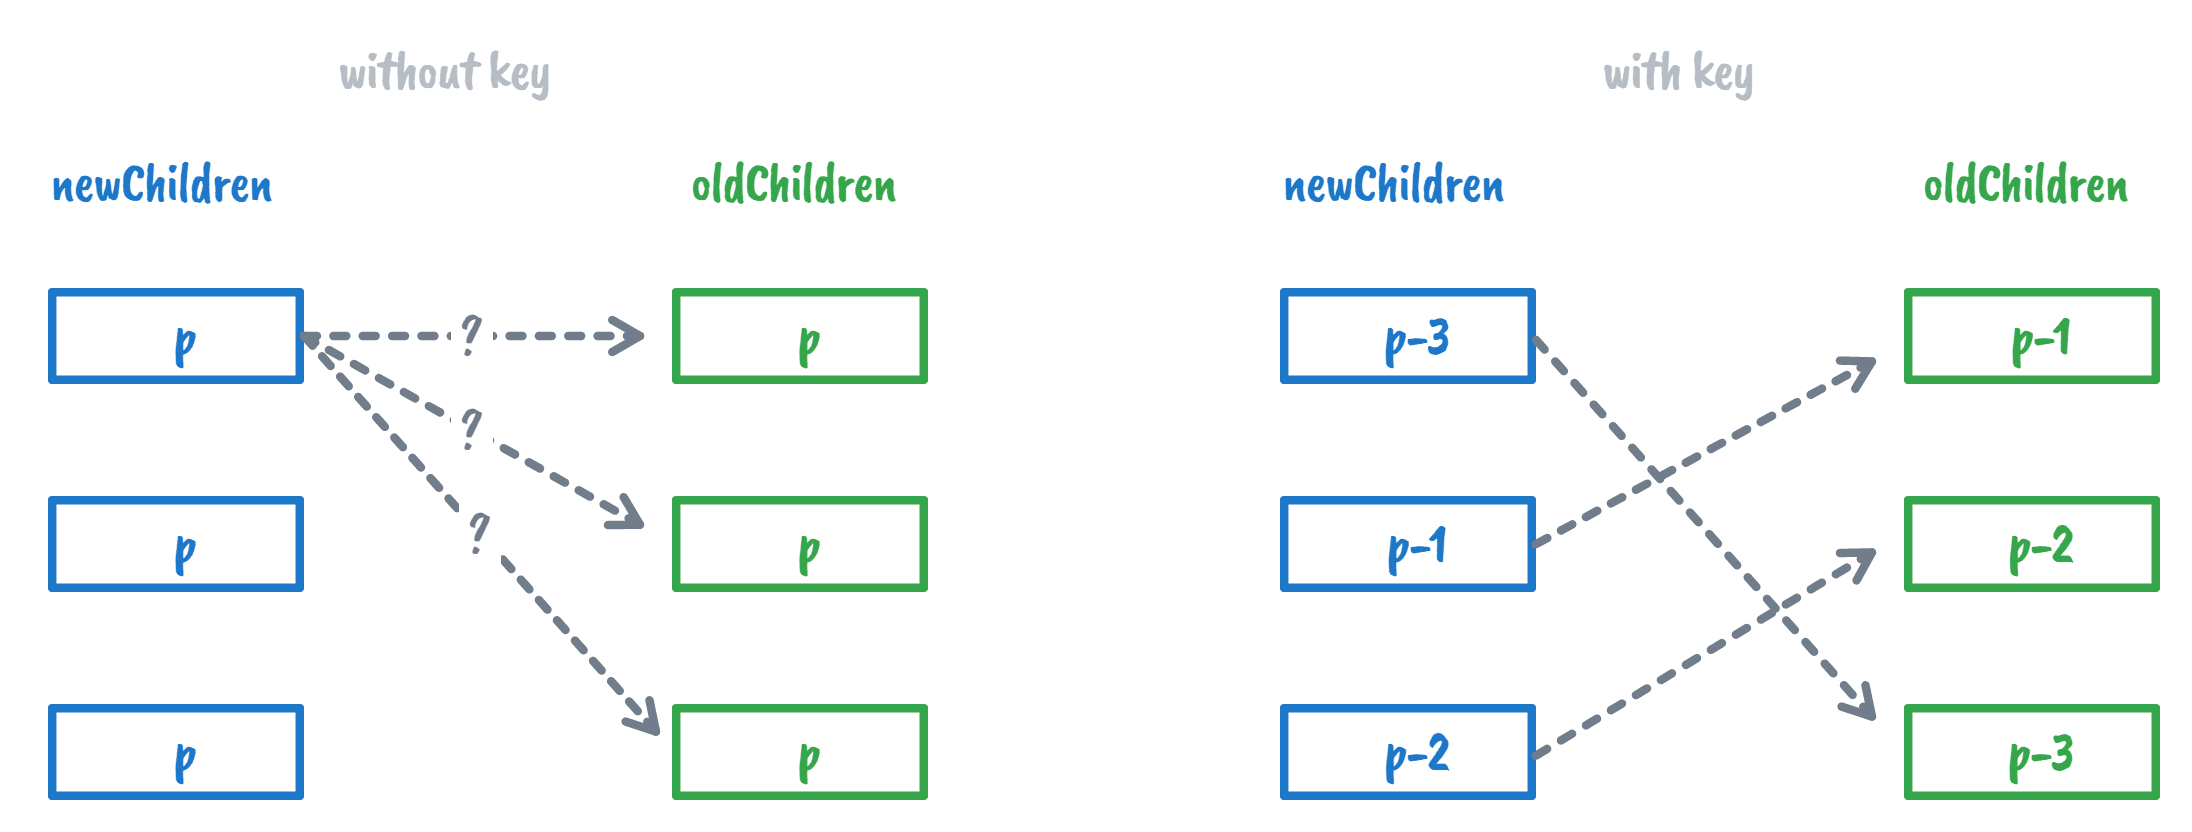 without key
newChildren
oldChildren
p
?
p
?
p
?
p
p
p
with key
newChildren
oldChildren
p-3
p-1
p-1
p-2
p-2
p-3